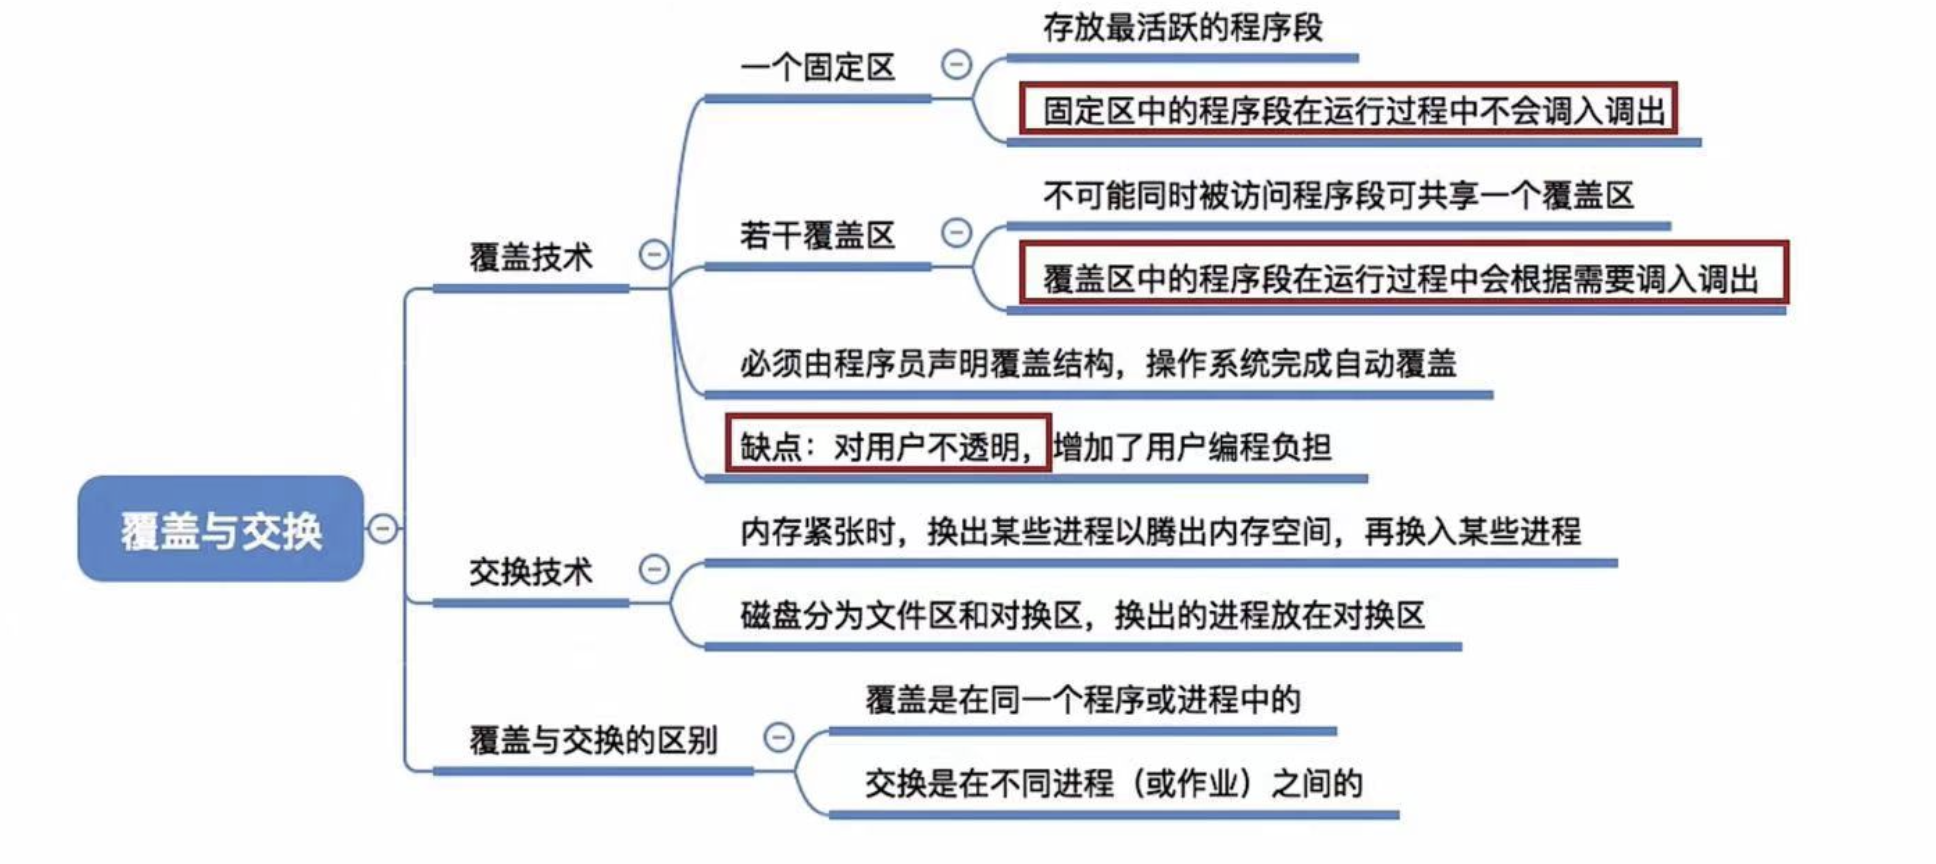 存放最活跃的程序段
一个固定区
固定区中的程序段在运行过程中不会调入调出
不可能同时被访问程序段可共享一个覆盖区
若干覆盖区
覆盖技术
覆盖区中的程序段在运行过程中会根据需要调入调出
必须由程序员声明覆盖结构，操作系统完成自动覆盖
缺点：对用户不透明，增加了用户编程负担
覆盖与交换
内存紧张时，换出某些进程以腾出内存空间，再换入某些进程
交换技术
磁盘分为文件区和对换区，换出的进程放在对换区
覆盖是在同一个程序或进程中的
覆盖与交换的区别
交换是在不同进程（或作业）之间的